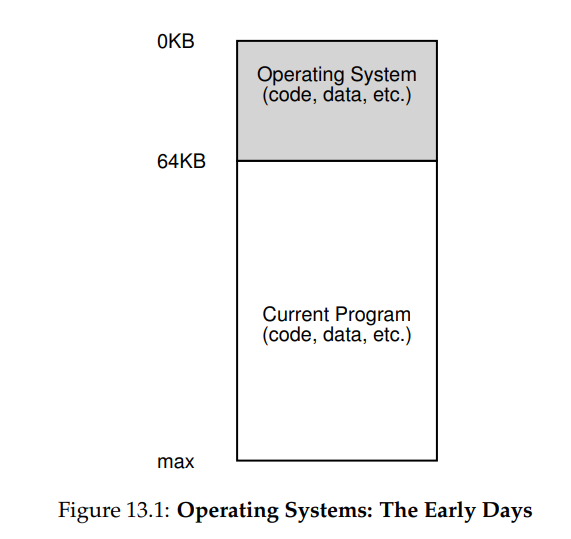 0KB
Operating System
(code, data, etc.)
64KB
Current Program
(code, data, etc.)
max
Figure 13.1: Operating Systems: The Early Days